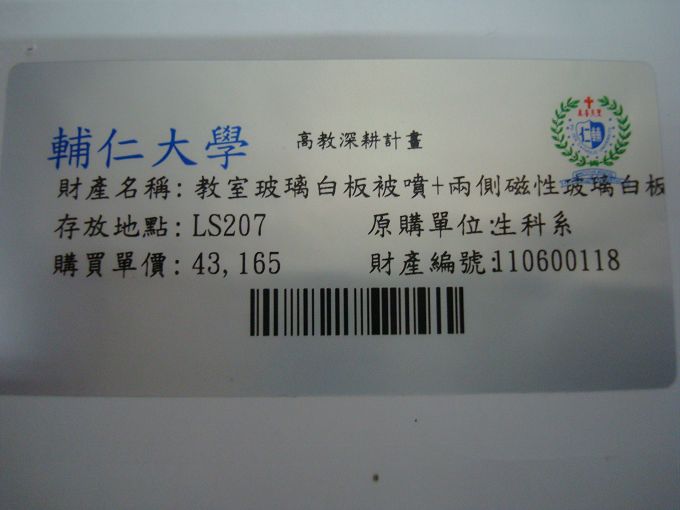 輔仁大學 高教深耕計畫
財產名稱: 教室玻璃白板被噴+兩側磁性玻璃白板
存放地點: LS207 原購單位:生科系
購買單價: 43,165 財產編號:110600118